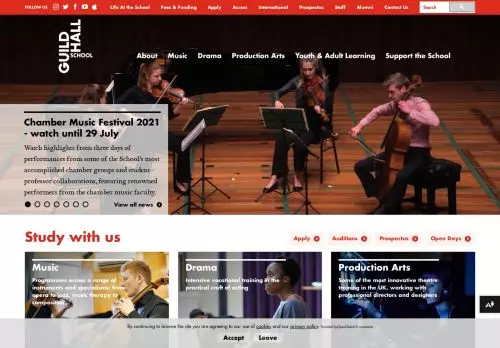 FOLLOW US
Life At the School Fees & Funding Apply Access International Prospectus Staff Alumni Contact Us Search
GUILD
HALL
SCHOOL
About Music Drama Production Arts Youth & Adult Learning Support the School
Chamber Music Festival 2021
- watch until 29 July
Watch highlights from three days of
performances from some of the School's most
accomplished chamber groups and student-
professor collaborations, featuring renowned
performers from the chamber music faculty.
View all news
Study with us
Apply Auditions Prospectus Open Days
Music
Programmes across a range of
instruments and specialisms: from
opera to jazz, music therapy to
composition
Drama
Intensive vocational training in the
practical craft of acting
Production Arts
Some of the most innovative theatre
training in the UK, working with
professional directors and designers
By continuing to browse the site you are agreeing to our use of cookies and our privacy policy.
Accept Leave